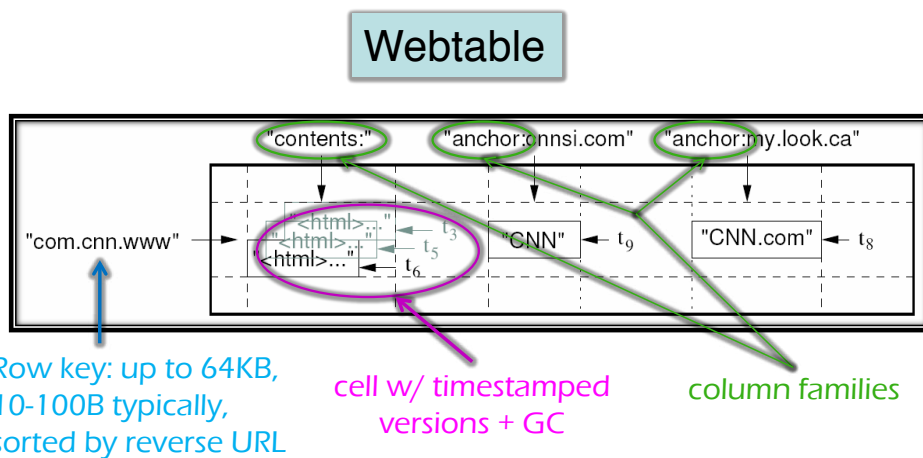 Webtable
"contents:" "anchor:cnnsi.com" "anchor:my.look.ca"
"<html>..." t3
"<html>..." t5
"com.cnn.www" "<html>..." t6 "CNN" t9 "CNN.com" t8
Row key: up to 64KB,
10-100B typically,
sorted by reverse URL
cell w/ timestamped
versions + GC
column families